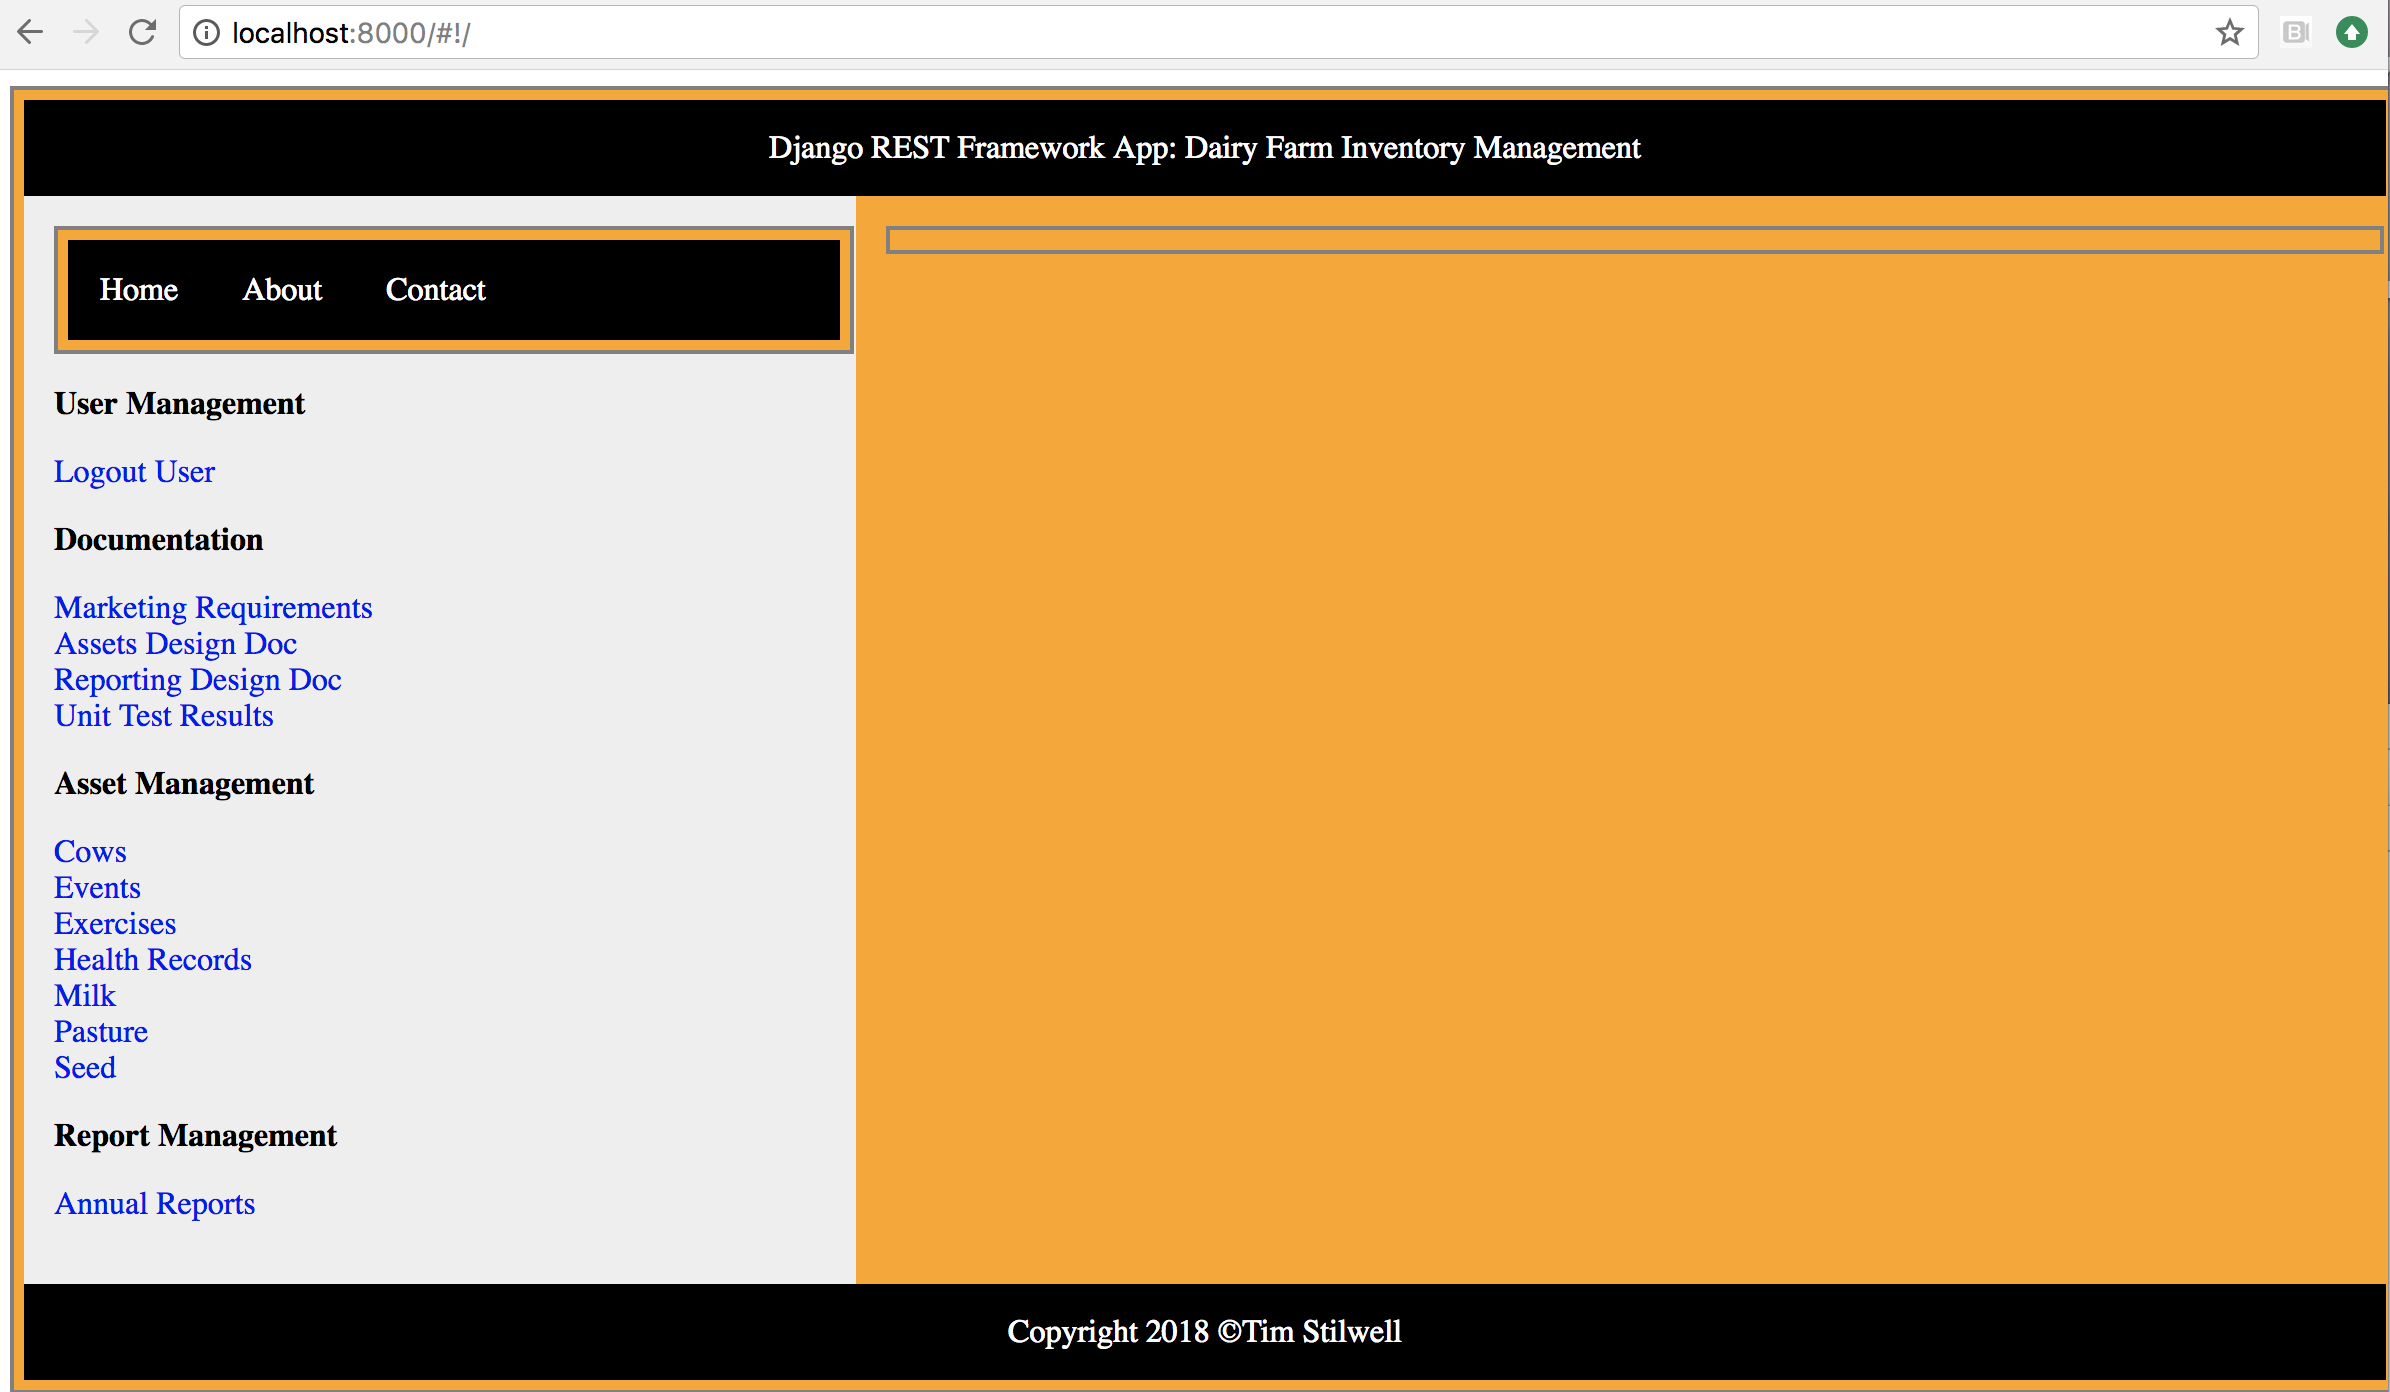 localhost:8000/#!/
Django REST Framework App: Dairy Farm Inventory Management
Home About Contact
User Management
Logout User
Documentation
Marketing Requirements
Assets Design Doc
Reporting Design Doc
Unit Test Results
Asset Management
Cows
Events
Exercises
Health Records
Milk
Pasture
Seed
Report Management
Annual Reports
Copyright 2018 ©Tim Stilwell